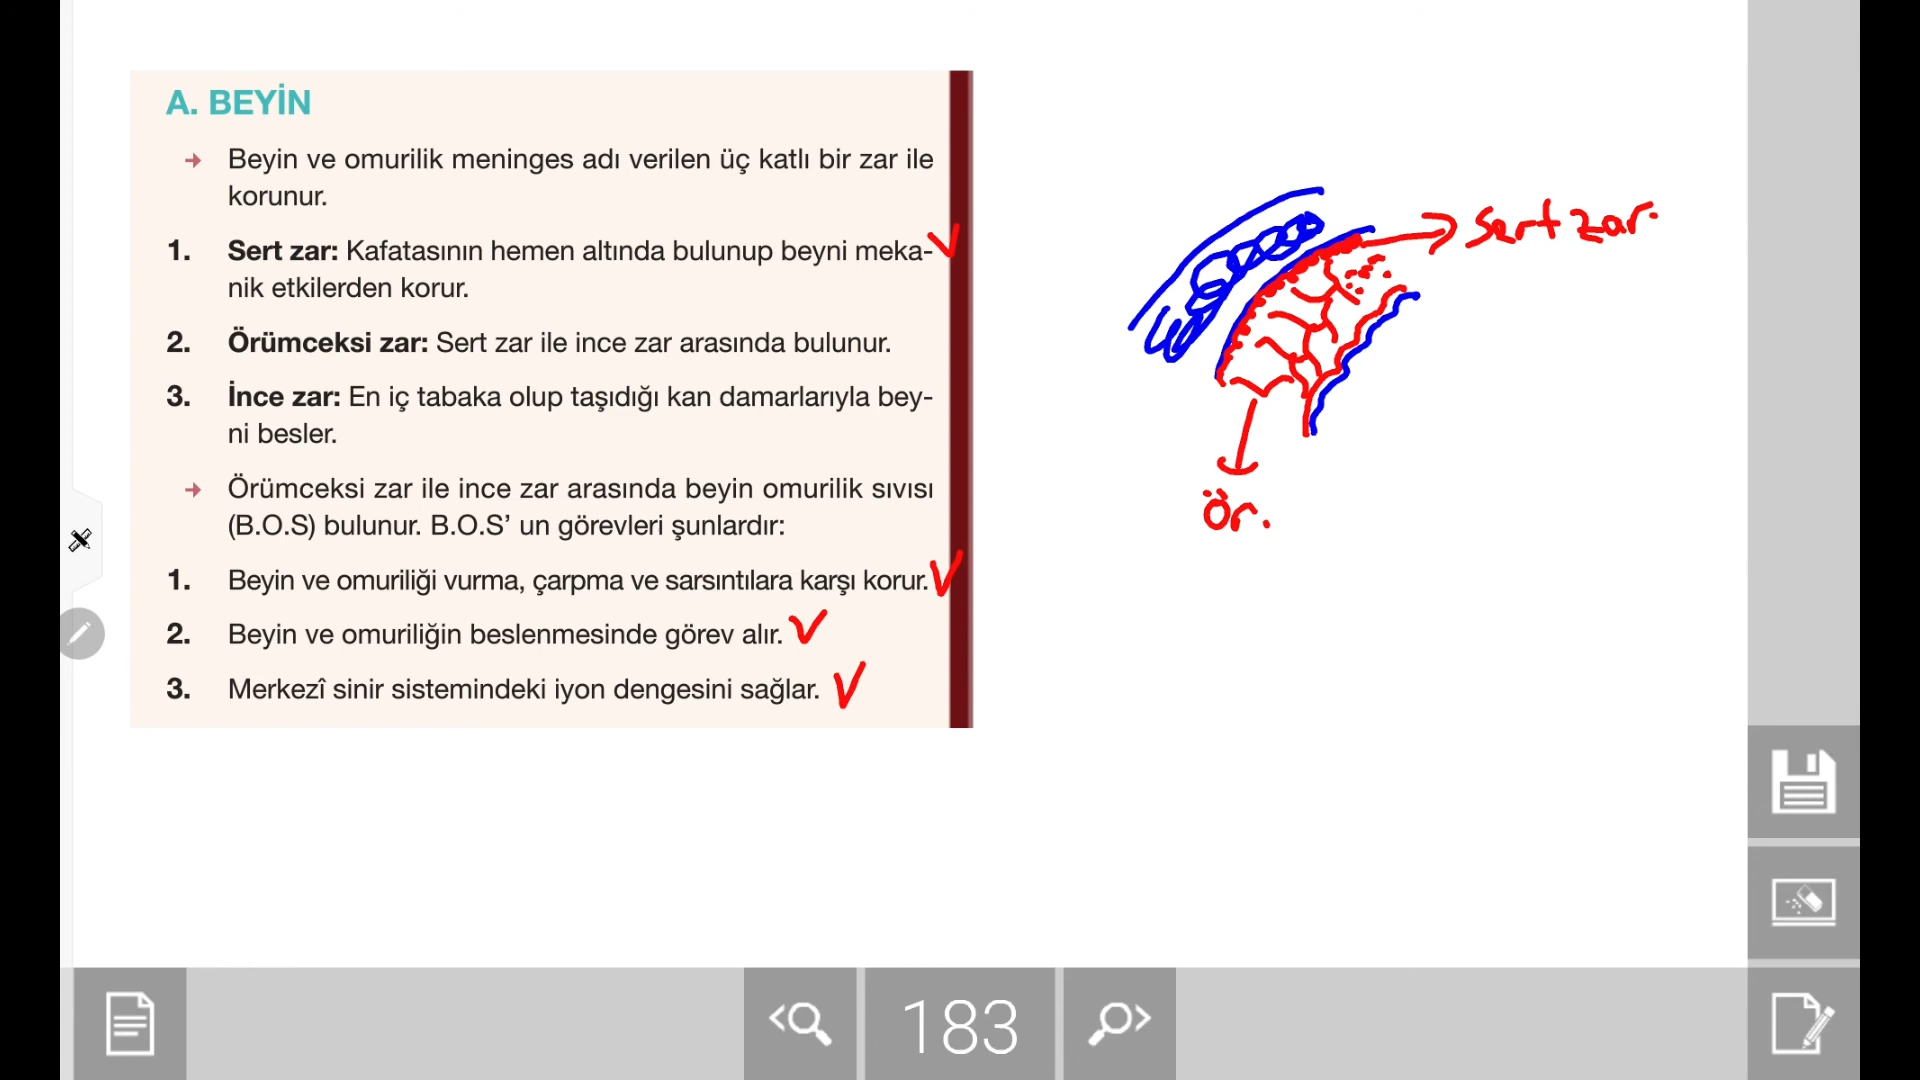 A. BEYİN
→ Beyin ve omurilik meninges adı verilen üç katlı bir zar ile
korunur.
1. Sert zar: Kafatasının hemen altında bulunup beyni meka-
nik etkilerden korur.
2. Örümceksi zar: Sert zar ile ince zar arasında bulunur.
3. İnce zar: En iç tabaka olup taşıdığı kan damarlarıyla bey-
ni besler.
→ Örümceksi zar ile ince zar arasında beyin omurilik sıvısı
(B.O.S) bulunur. B.O.S’ un görevleri şunlardır:
1. Beyin ve omuriliği vurma, çarpma ve sarsıntılara karşı korur.
2. Beyin ve omuriliğin beslenmesinde görev alır.
3. Merkezî sinir sistemindeki iyon dengesini sağlar.
Sert zar.
Ör.
183